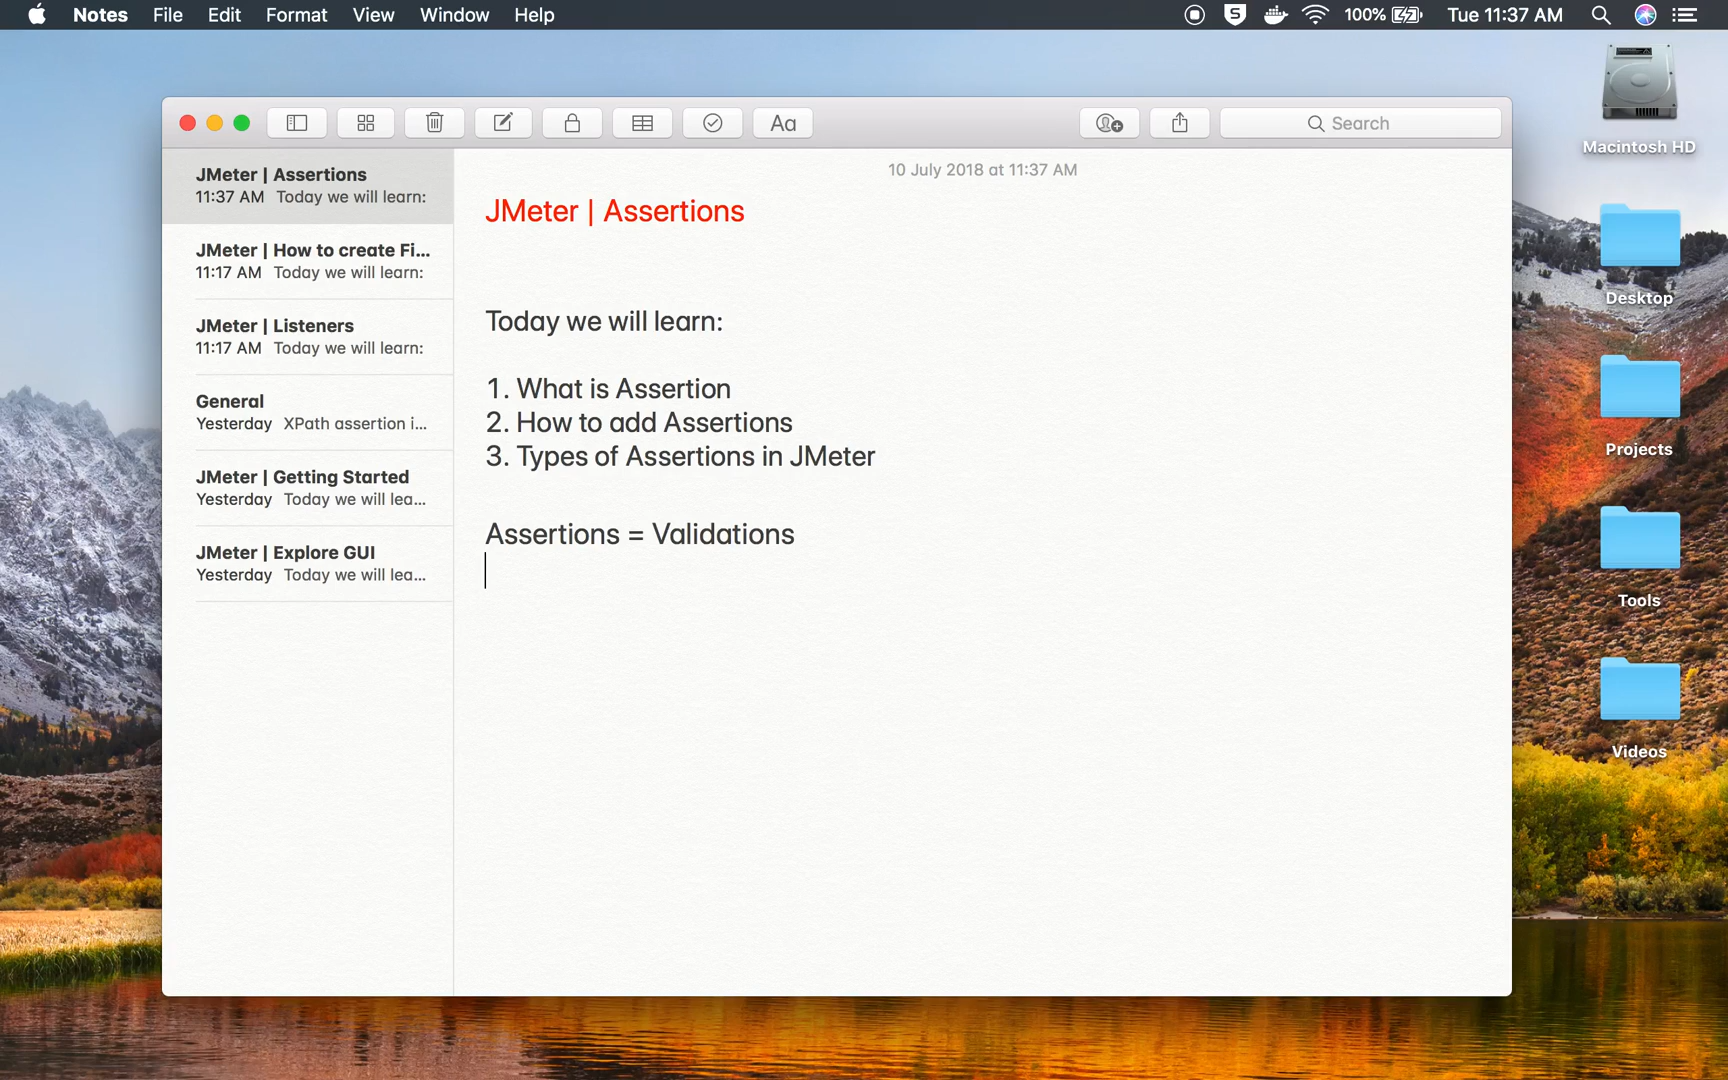 Notes File Edit Format View Window Help 100% Tue 11:37 AM
Search
JMeter | Assertions
11:37 AM Today we will learn:
JMeter | How to create Fi...
11:17 AM Today we will learn:
JMeter | Listeners
11:17 AM Today we will learn:
General
Yesterday XPath assertion i...
JMeter | Getting Started
Yesterday Today we will lea...
JMeter | Explore GUI
Yesterday Today we will lea...
10 July 2018 at 11:37 AM
JMeter | Assertions
Today we will learn:
1. What is Assertion
2. How to add Assertions
3. Types of Assertions in JMeter
Assertions = Validations
Aa
Macintosh HD
Desktop
Projects
Tools
Videos